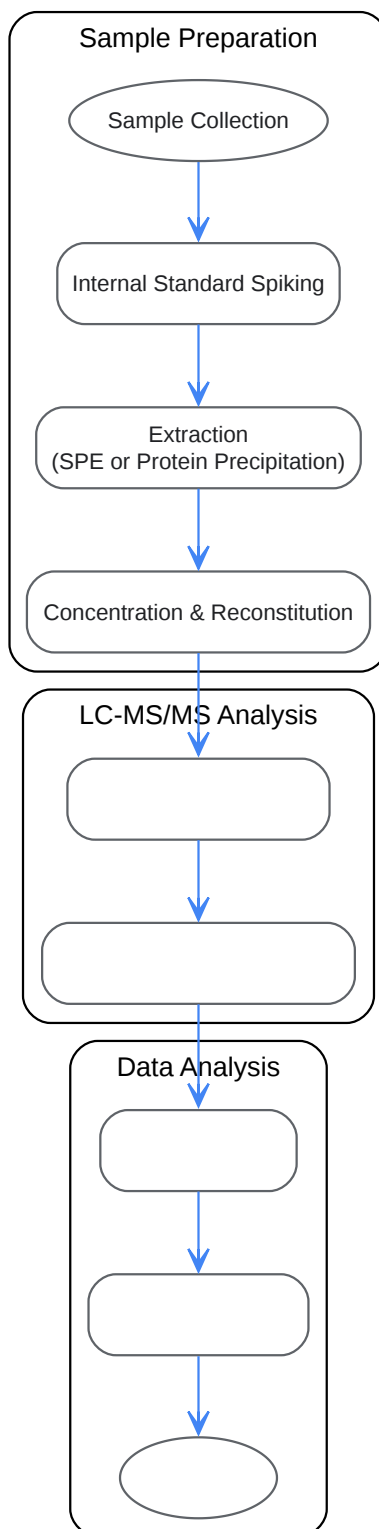 Sample Preparation
Sample Collection
Internal Standard Spiking
Extraction
(SPE or Protein Precipitation)
Concentration & Reconstitution
LC-MS/MS Analysis
Data Analysis